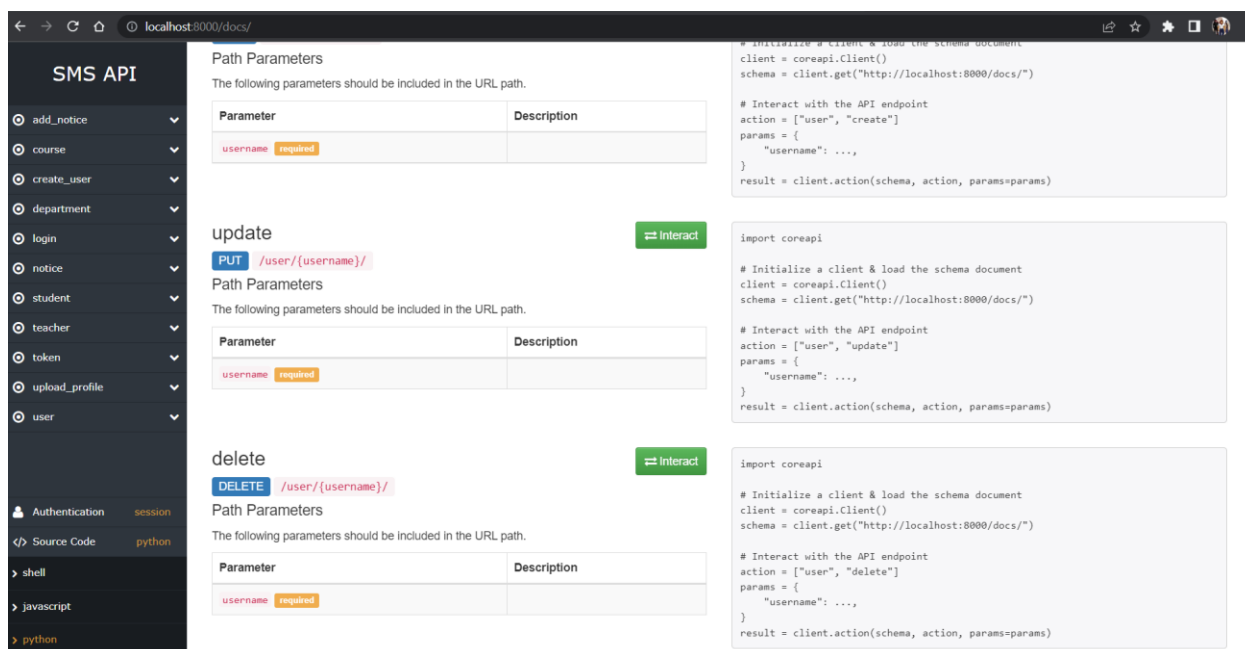 localhost:8000/docs/
SMS API
add_notice
course
create_user
department
login
notice
student
teacher
token
upload_profile
user
Authentication session
</> Source Code python
> shell
> javascript
> python
Path Parameters
The following parameters should be included in the URL path.
Parameter Description
username required
# Initialize a client & load the schema document
client = coreapi.Client()
schema = client.get("http://localhost:8000/docs/")
# Interact with the API endpoint
action = ["user", "create"]
params = {
"username": ...,
}
result = client.action(schema, action, params=params)
update
Interact
PUT /user/{username}/
Path Parameters
The following parameters should be included in the URL path.
Parameter Description
username required
import coreapi
# Initialize a client & load the schema document
client = coreapi.Client()
schema = client.get("http://localhost:8000/docs/")
# Interact with the API endpoint
action = ["user", "update"]
params = {
"username": ...,
}
result = client.action(schema, action, params=params)
delete
Interact
DELETE /user/{username}/
Path Parameters
The following parameters should be included in the URL path.
Parameter Description
username required
import coreapi
# Initialize a client & load the schema document
client = coreapi.Client()
schema = client.get("http://localhost:8000/docs/")
# Interact with the API endpoint
action = ["user", "delete"]
params = {
"username": ...,
}
result = client.action(schema, action, params=params)